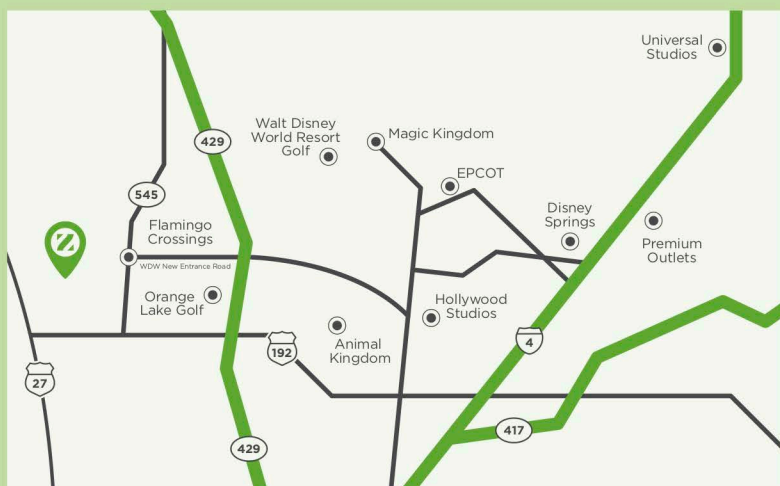 Universal
Studios
Walt Disney
World Resort
Golf
Magic Kingdom
429
EPCOT
545
Disney
Springs
Flamingo
Crossings
Z
Premium
Outlets
WDW New Entrance Road
Orange
Lake Golf
Hollywood
Studios
Animal
Kingdom
4
192
27
417
429